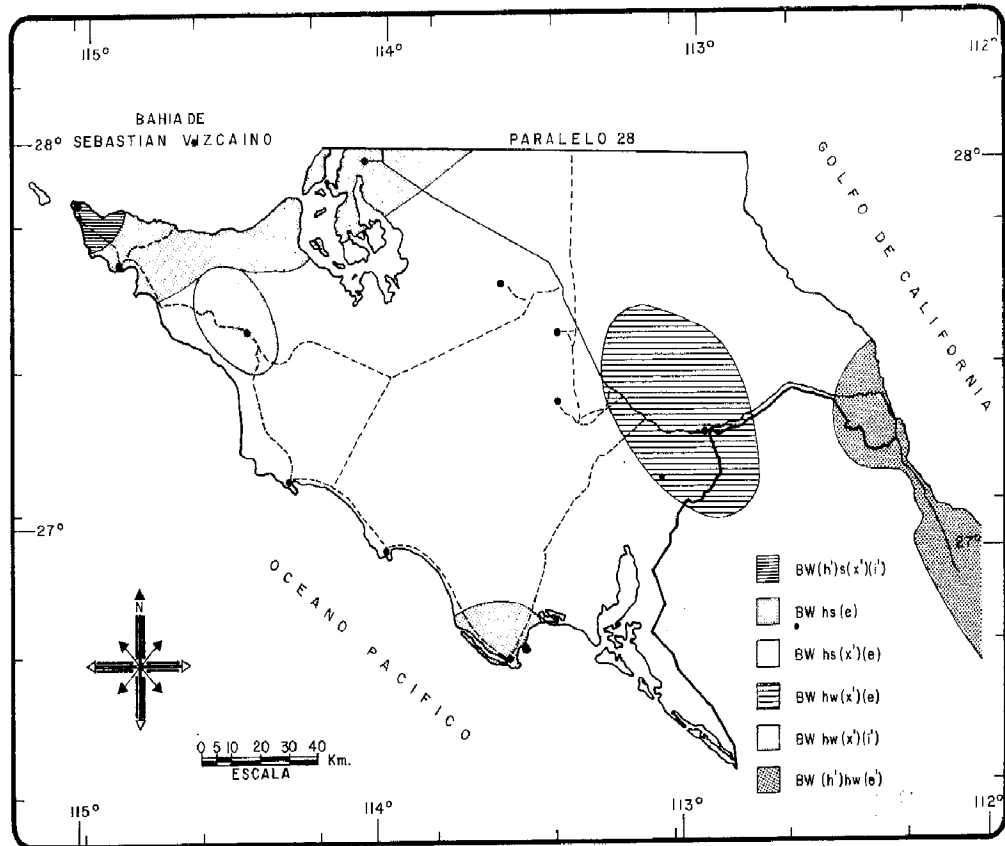 115°
113°
112°
BAHIA DE
SEBASTIAN VIZCAINO
28°
PARALELO 28
28°
GOLFO DE CALIFORNIA
27°
27°
OCEANO PACIFICO
N
BW(h')s(x')(i')
BW hs(e)
BW hs(x')(e)
BW hw(x')(e)
BW hw(x')(i')
BW (h')hw(e')
0 5 10 20 30 40 Km.
ESCALA
115°
114°
113°
112°